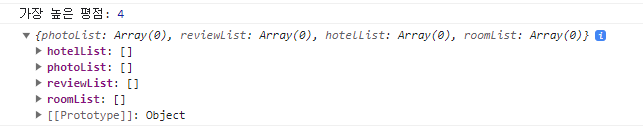 가장 높은 평점: 4
{photoList: Array(0), reviewList: Array(0), hotelList: Array(0), roomList: Array(0)} i
hotelList: []
photoList: []
reviewList: []
roomList: []
[[Prototype]]: Object